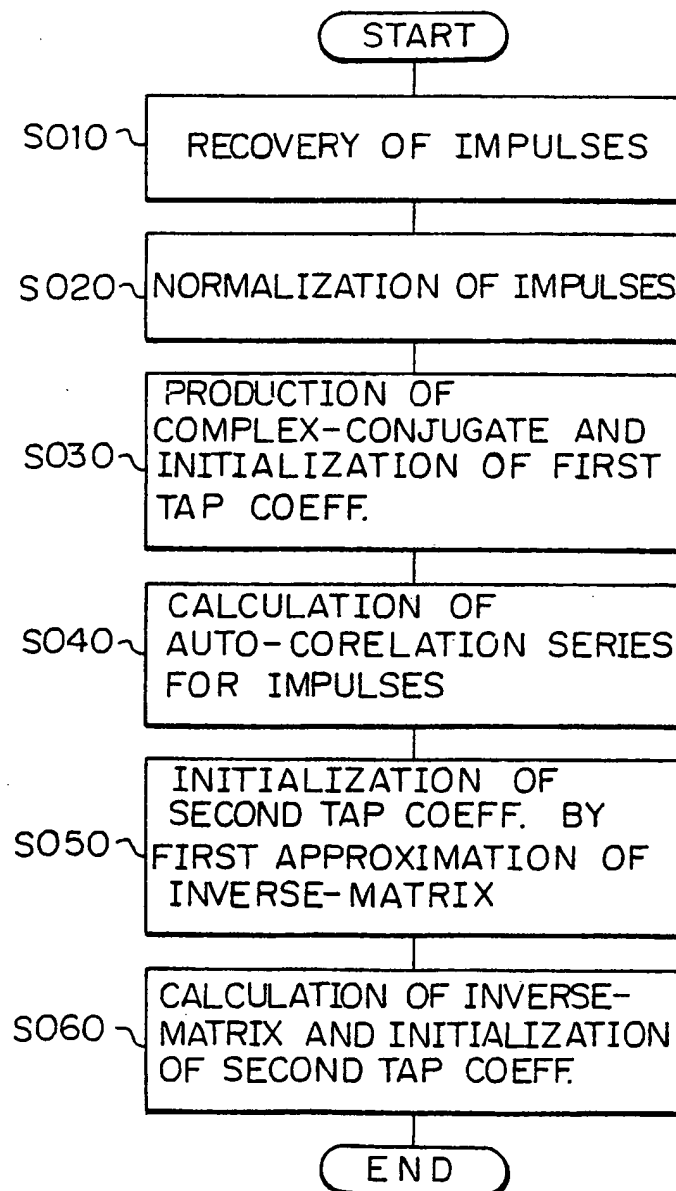 START
S010
RECOVERY OF IMPULSES
S020
NORMALIZATION OF IMPULSES
S030
PRODUCTION OF
COMPLEX-CONJUGATE AND
INITIALIZATION OF FIRST
TAP COEFF.
S040
CALCULATION OF
AUTO-CORELATION SERIES
FOR IMPULSES
S050
INITIALIZATION OF
SECOND TAP COEFF. BY
FIRST APPROXIMATION OF
INVERSE-MATRIX
S060
CALCULATION OF INVERSE-
MATRIX AND INITIALIZATION
OF SECOND TAP COEFF.
END